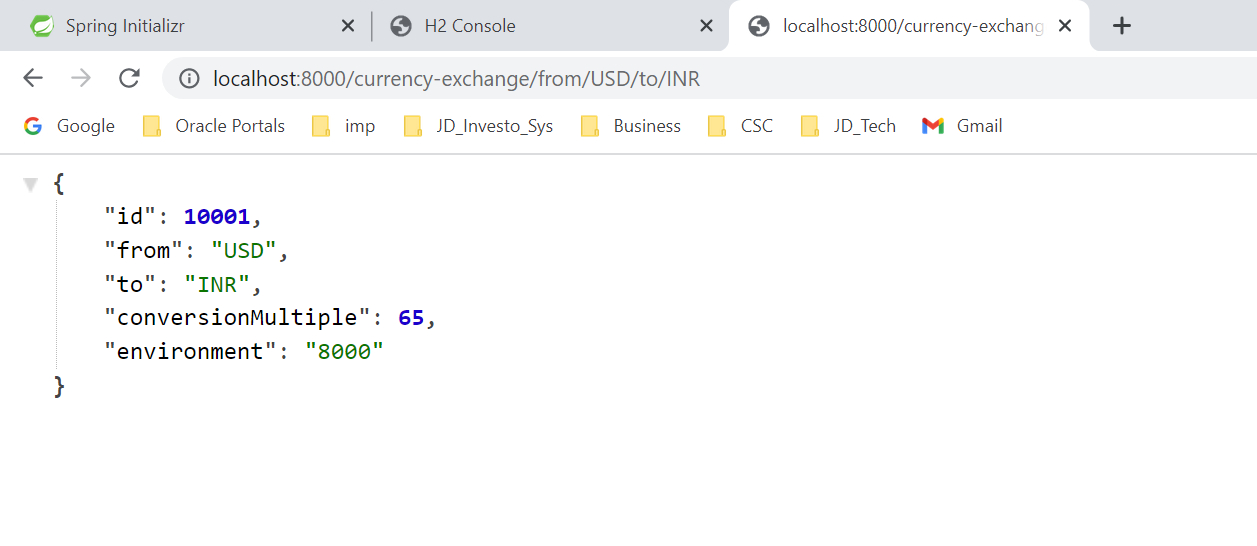 Spring Initializr
H2 Console
localhost:8000/currency-exchang
localhost:8000/currency-exchange/from/USD/to/INR
Google Oracle Portals imp JD_Investo_Sys Business CSC JD_Tech Gmail
{
"id": 10001,
"from": "USD",
"to": "INR",
"conversionMultiple": 65,
"environment": "8000"
}